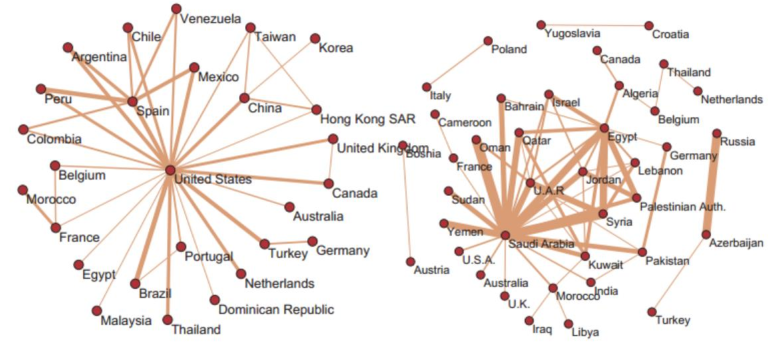 Venezuela
Chile
Taiwan
Korea
Argentina
Mexico
Peru
Spain
China
Hong Kong SAR
Colombia
United Kingdom
Belgium
United States
Canada
Morocco
Australia
France
Portugal
Turkey
Germany
Egypt
Brazil
Netherlands
Malaysia
Thailand
Dominican Republic
Yugoslavia
Croatia
Poland
Canada
Thailand
Italy
Algeria
Netherlands
Bahrain
Israel
Belgium
Cameroon
Egypt
Russia
Oman
Qatar
Bosnia
France
Germany
Lebanon
Jordan
U.A.R
Sudan
Palestinian Auth.
Syria
Yemen
Saudi Arabia
Azerbaijan
U.S.A.
Kuwait
Pakistan
Austria
Australia
India
U.K.
Morocco
Turkey
Iraq
Libya